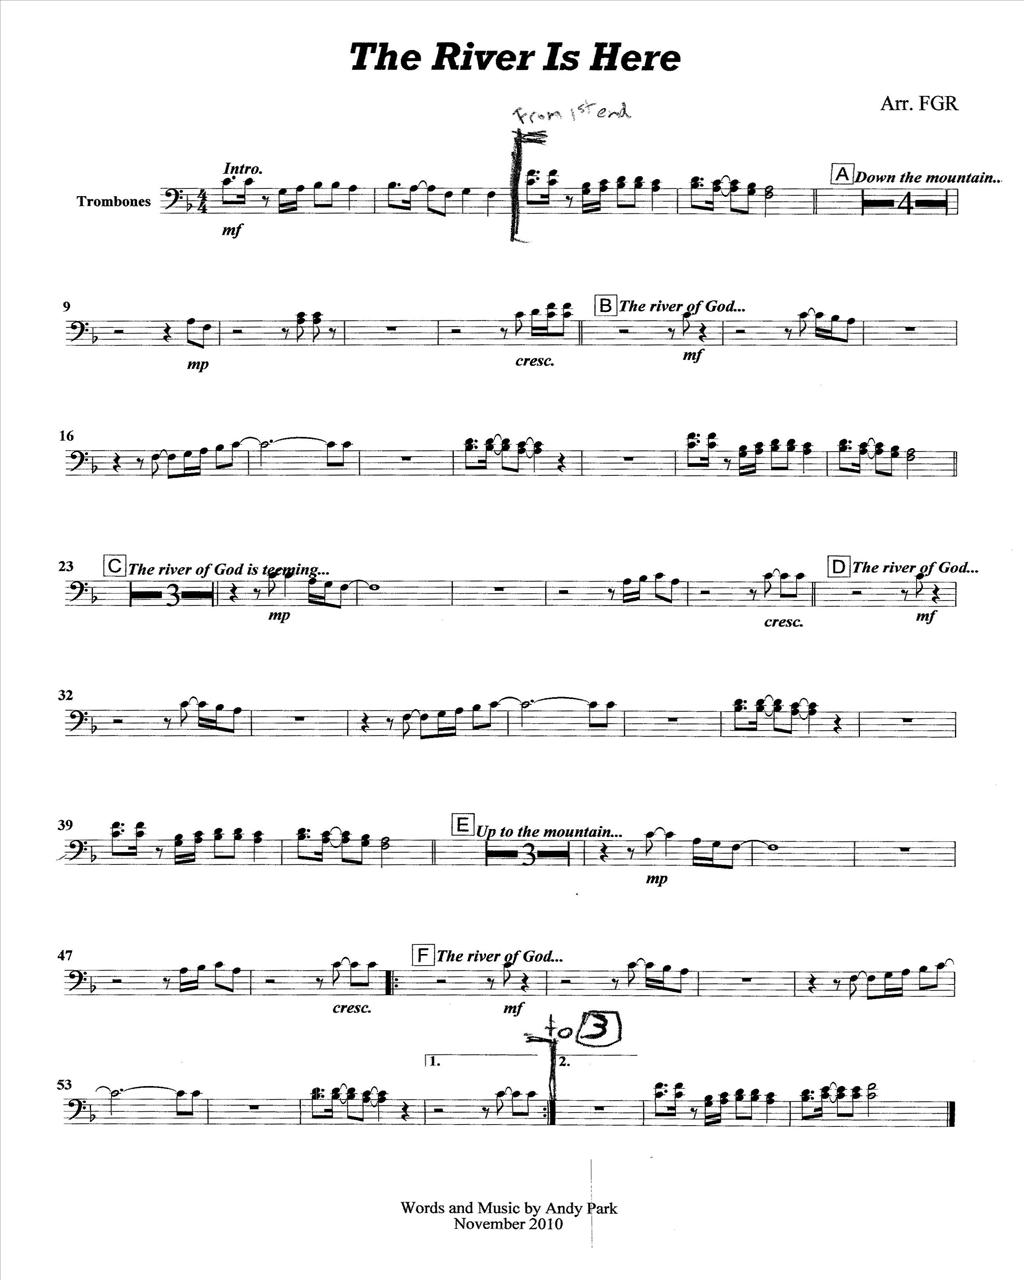 The River Is Here
Arr. FGR
From 1st end
Intro.
A Down the mountain...
Trombones
4
4
4
mf
9
B The river of God...
mp
cresc.
mf
16
23
C The river of God is teeming...
D The river of God...
3
mp
cresc.
mf
32
39
E Up to the mountain...
3
mp
47
F The river of God...
cresc.
mf
to 3
53
1.
2.
Words and Music by Andy Park
November 2010